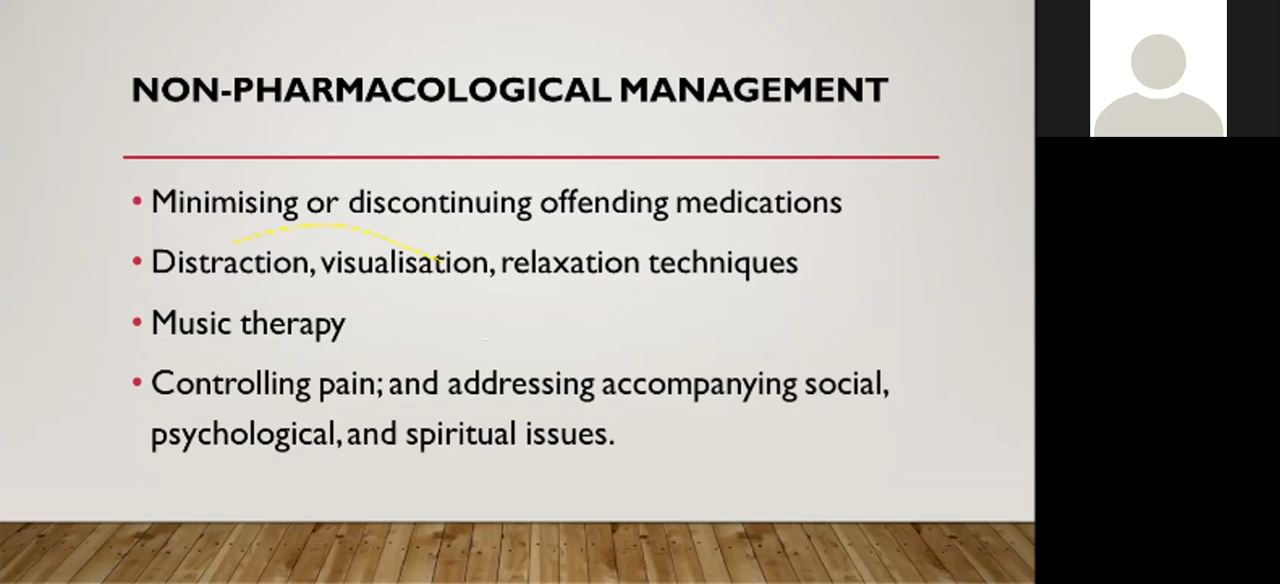 NON-PHARMACOLOGICAL MANAGEMENT
• Minimising or discontinuing offending medications
• Distraction, visualisation, relaxation techniques
• Music therapy
• Controlling pain; and addressing accompanying social,
psychological, and spiritual issues.